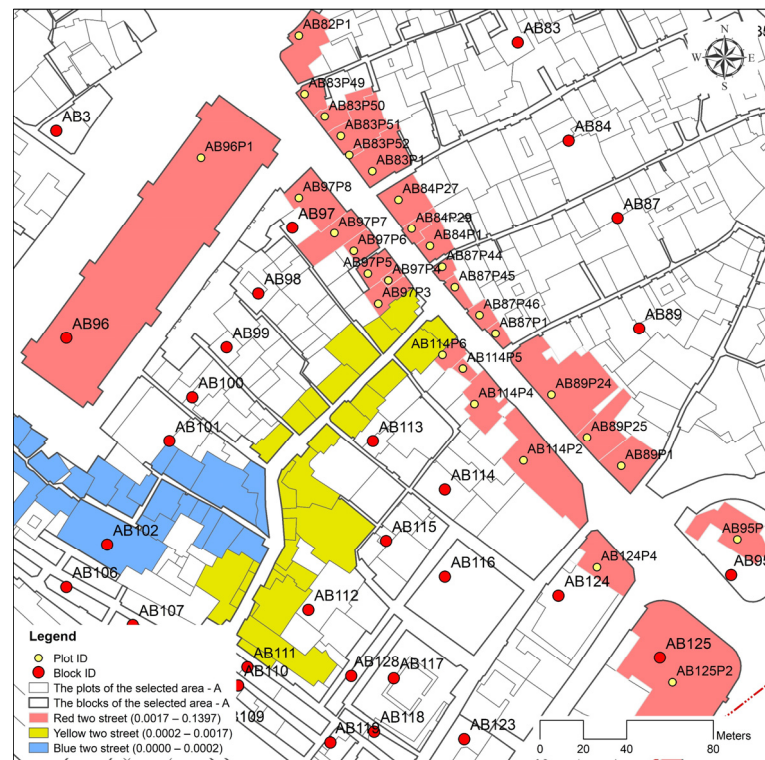 AB82P1
AB83
N
W E
S
AB83P49
AB3
AB83P50
AB83P51
AB84
AB83P52
AB96P1
AB83P1
AB97P8
AB84P27
AB87
AB97
AB97P7
AB84P29
AB97P6
AB84P1
AB87P44
AB97P5
AB97P4
AB87P45
AB98
AB97P3
AB87P46
AB89
AB96
AB87P1
AB99
AB114P6
AB114P5
AB89P24
AB100
AB114P4
AB101
AB113
AB89P25
AB114P2
AB89P1
AB114
AB102
AB115
AB95P
AB124P4
AB116
AB95
AB106
AB124
AB112
AB107
AB125
AB111
AB128
AB117
AB125P2
AB110
AB118
AB119
AB123
Legend
Plot ID
Block ID
The plots of the selected area - A
The blocks of the selected area - A
Red two street (0.0017 – 0.1397)
Yellow two street (0.0002 – 0.0017)
Blue two street (0.0000 – 0.0002)
Meters
0 20 40 60 80